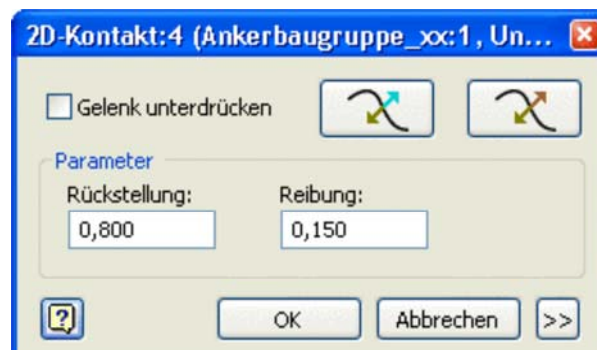 2D-Kontakt:4 (Ankerbaugruppe_xx:1, Un...
Gelenk unterdrücken
Parameter
Rückstellung: Reibung:
0,800 0,150
? OK Abbrechen >>